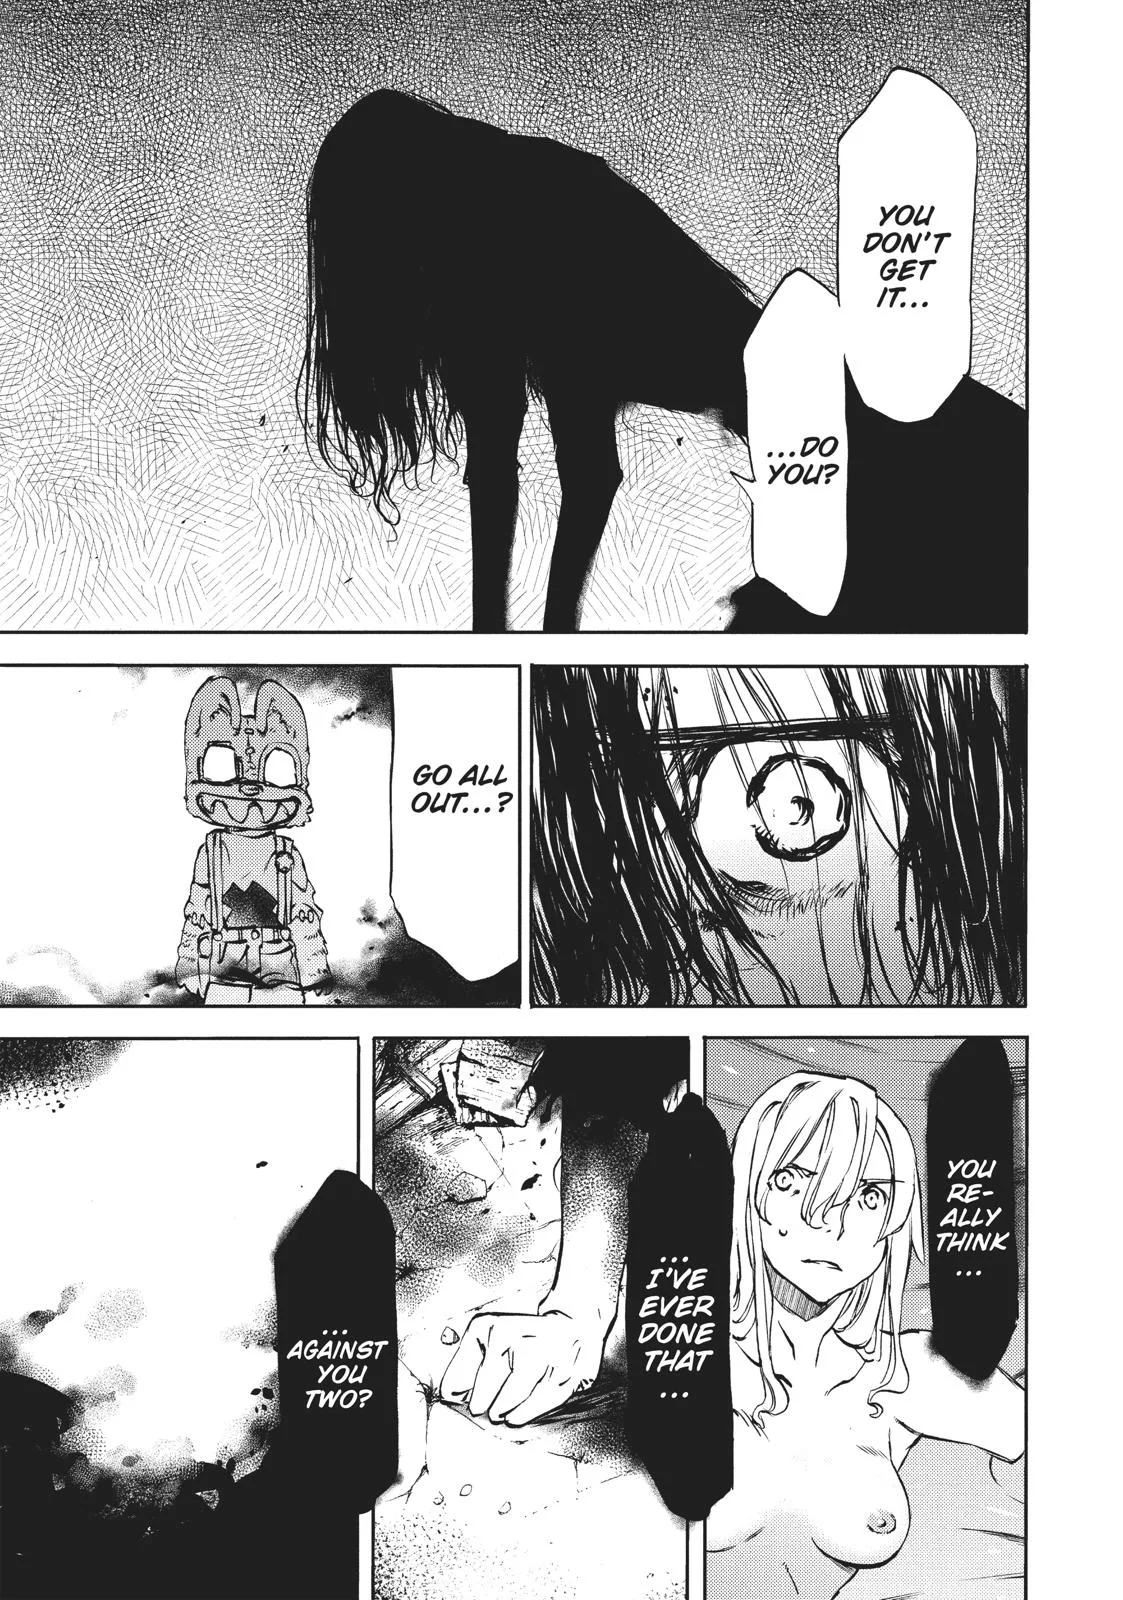 YOU
DON'T
GET
IT...
...DO
YOU?
GO ALL
OUT...?
YOU
RE-
ALLY
THINK
...
...
I'VE
EVER
DONE
THAT
...
...
AGAINST
YOU
TWO?